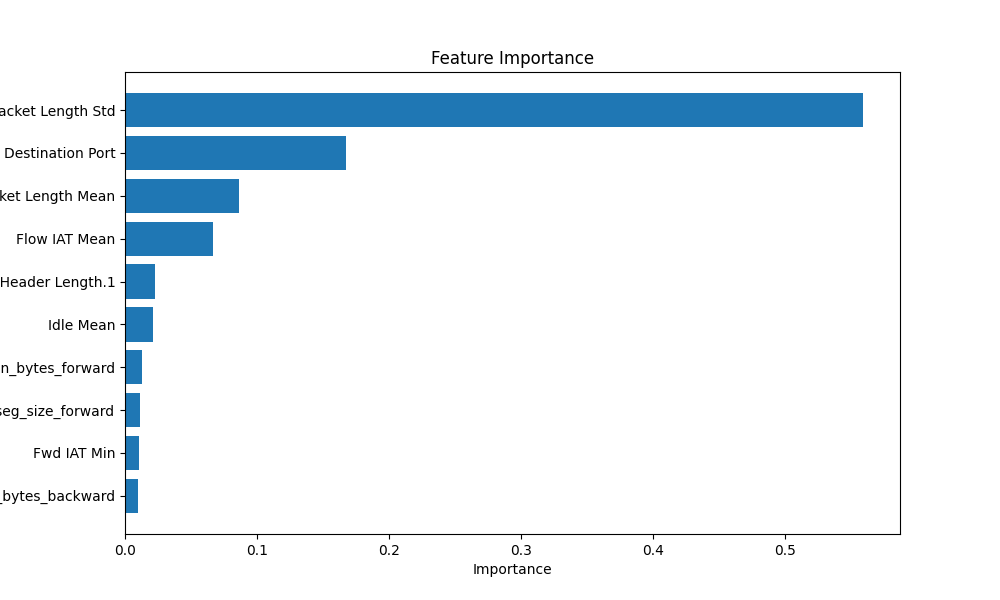 Feature Importance
acket Length Std
Destination Port
ket Length Mean
Flow IAT Mean
Header Length.1
Idle Mean
n_bytes_forward
seg_size_forward
Fwd IAT Min
_bytes_backward
0.0 0.1 0.2 0.3 0.4 0.5
Importance